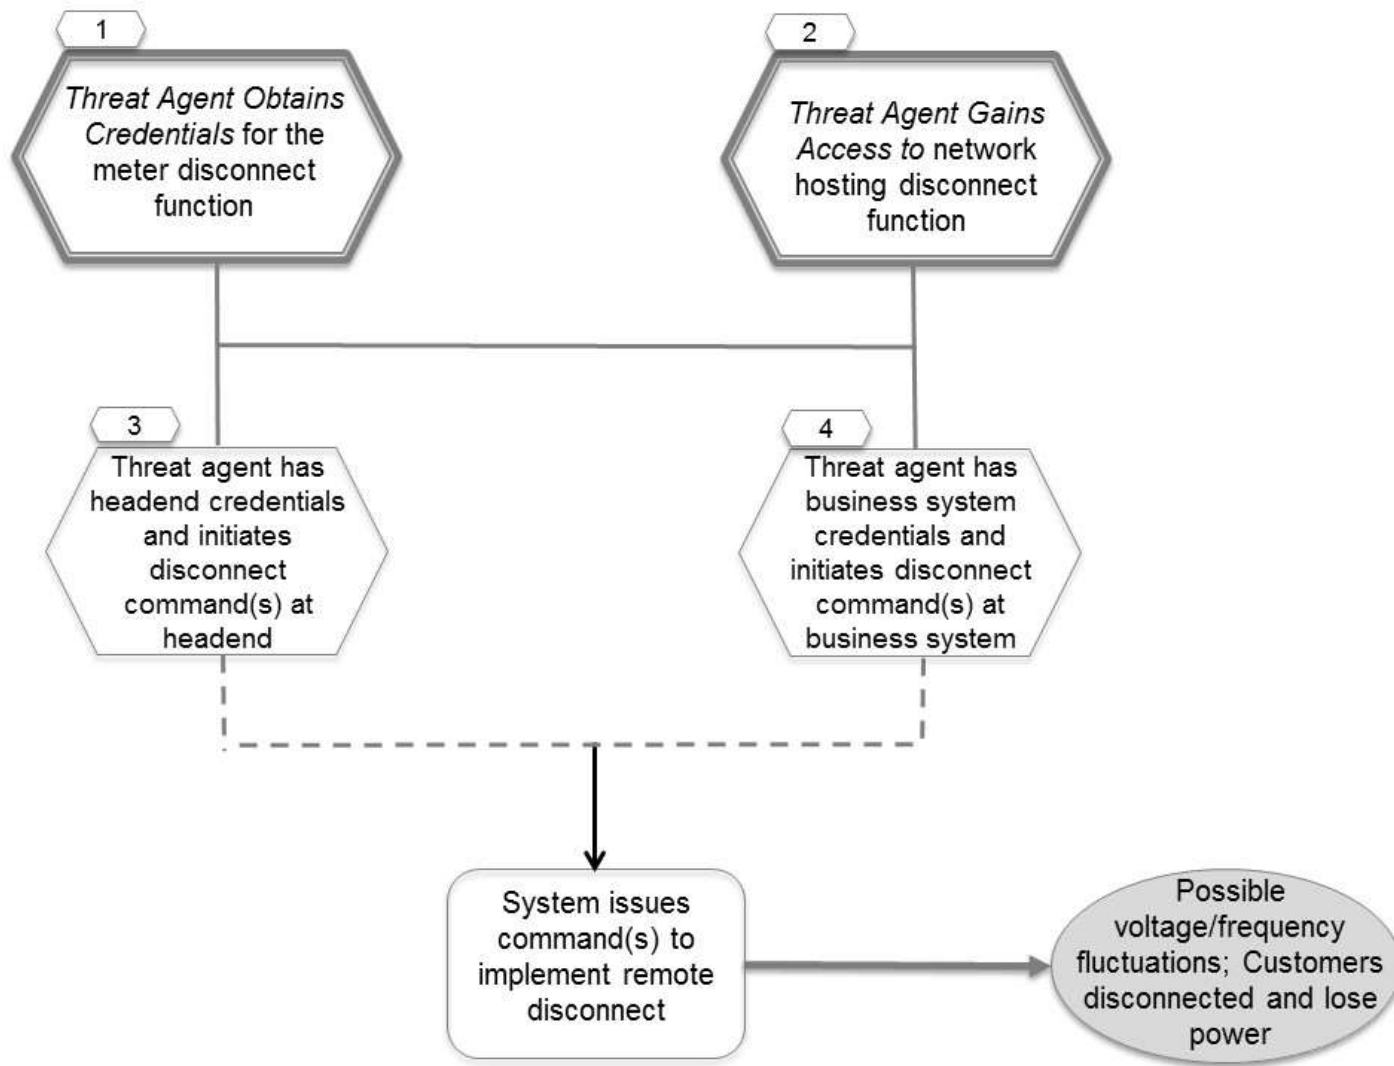 1
Threat Agent Obtains
Credentials for the
meter disconnect
function
2
Threat Agent Gains
Access to network
hosting disconnect
function
3
Threat agent has
headend credentials
and initiates
disconnect
command(s) at
headend
4
Threat agent has
business system
credentials and
initiates disconnect
command(s) at
business system
System issues
command(s) to
implement remote
disconnect
Possible
voltage/frequency
fluctuations; Customers
disconnected and lose
power